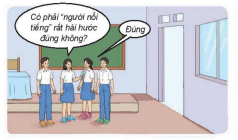 Có phải “người nổi
tiếng” rất hài hước
đúng không?
Đúng